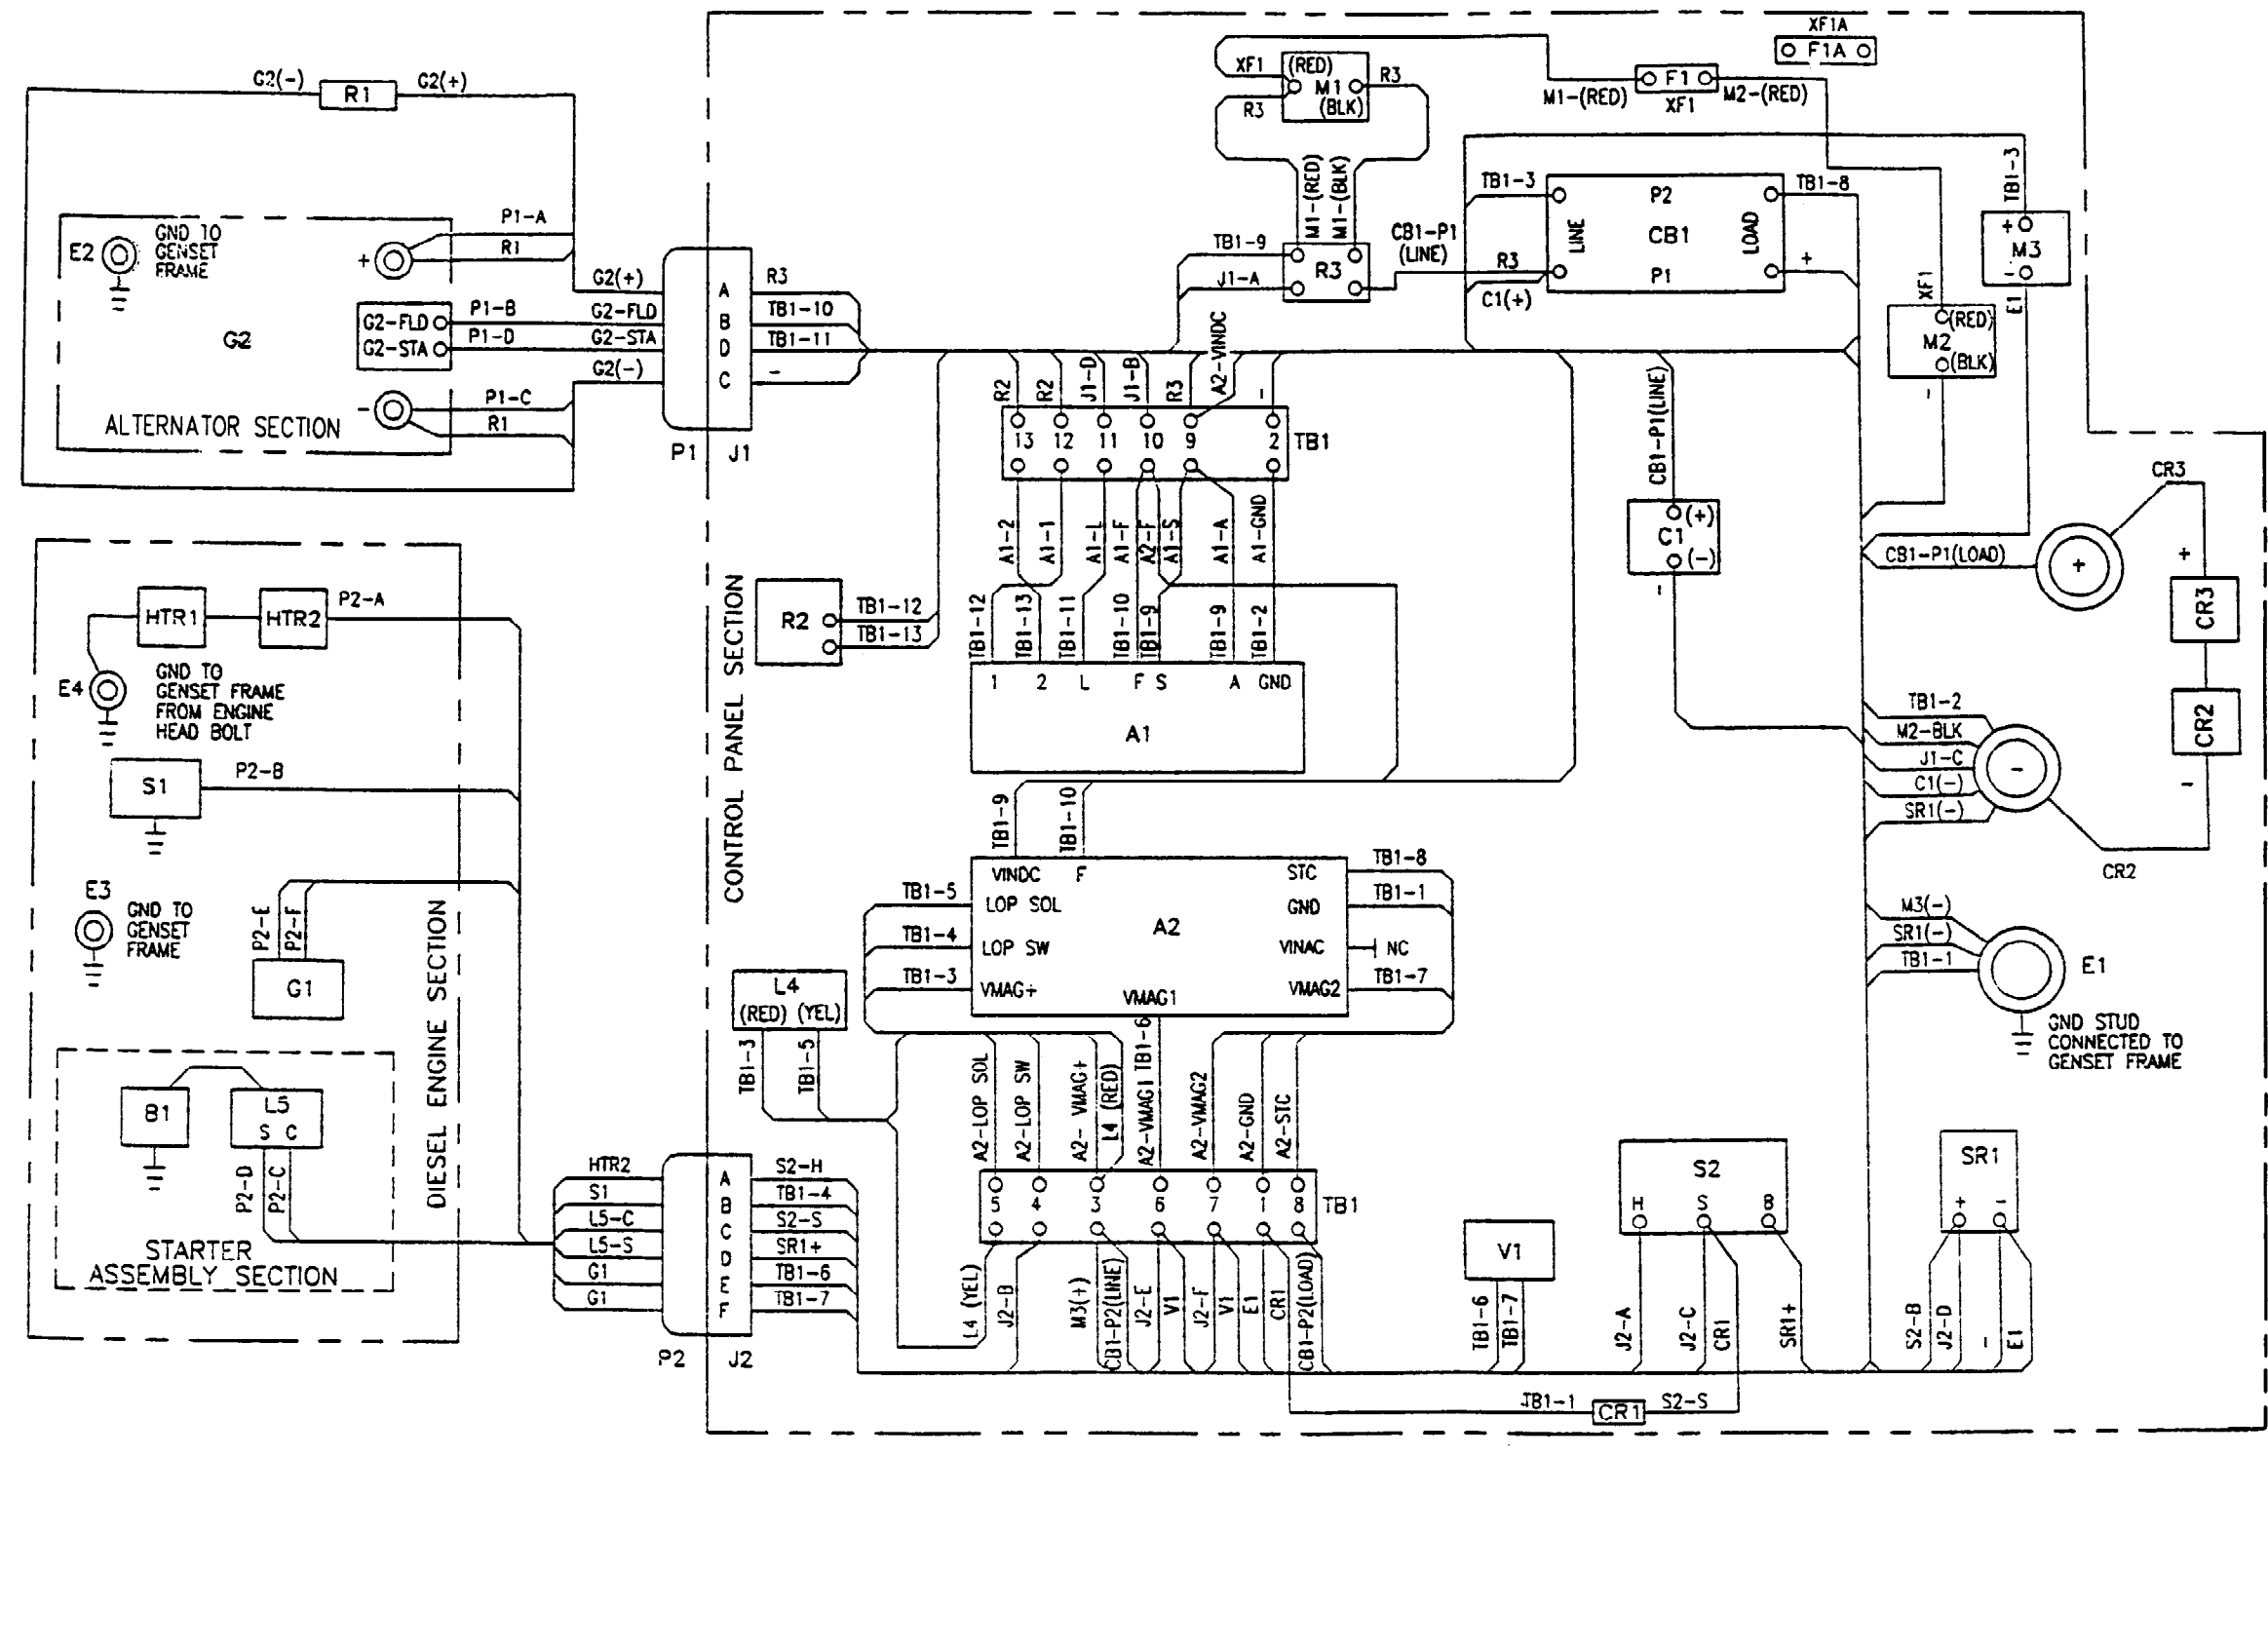 XF1A
F1A
G2(-)
R1
G2(+)
XF1
(RED)
M1
(BLK)
R3
R3
F1
XF1
M1-(RED)
M2-(RED)
M1-(RED)
M1-(BLK)
TB1-3
P2
TB1-8
TB1-3
LINE
CB1
LOAD
P1
+
M3
+
-
E1
E2
GND TO
GENSET
FRAME
P1-A
R1
+
G2
G2-FLD
G2-STA
P1-B
P1-D
P1-C
R1
-
ALTERNATOR SECTION
G2(+)
G2-FLD
G2-STA
G2(-)
A
B
D
C
R3
TB1-10
TB1-11
-
P1
J1
TB1-9
J1-A
R3
CB1-P1
(LINE)
R3
C1(+)
XF1
(RED)
M2
(BLK)
-
R2
R2
J1-D
J1-B
R3
A2-VINDC
-
13
12
11
10
9
2
TB1
CB1-P1(LINE)
(+)
C1
(-)
-
A1-2
A1-1
A1-L
A1-F
A2-F
A1-S
A1-A
A1-GND
CB1-P1(LOAD)
+
CR3
+
CR3
CR2
-
CR2
HTR1
HTR2
P2-A
E4
GND TO
GENSET FRAME
FROM ENGINE
HEAD BOLT
R2
TB1-12
TB1-13
CONTROL PANEL SECTION
TB1-12
TB1-13
TB1-11
TB1-10
TB1-9
TB1-9
TB1-2
1
2
L
F
S
A
GND
A1
TB1-2
M2-BLK
J1-C
C1(-)
SR1(-)
-
S1
P2-B
E3
GND TO
GENSET
FRAME
P2-E
P2-F
G1
DIESEL ENGINE SECTION
TB1-9
TB1-10
VINDC
F
STC
LOP SOL
GND
A2
LOP SW
VINAC
VMAG+
VMAG1
VMAG2
TB1-5
TB1-4
TB1-3
TB1-8
TB1-1
NC
TB1-7
M3(-)
SR1(-)
TB1-1
E1
GND STUD
CONNECTED TO
GENSET FRAME
L4
(RED) (YEL)
TB1-3
TB1-5
B1
L5
S C
P2-D
P2-C
STARTER
ASSEMBLY SECTION
A2-LOP SOL
A2-LOP SW
A2- VMAG+
L4 (RED)
A2-VMAG1
TB1-6
A2-VMAG2
A2-GND
A2-STC
5
4
3
6
7
1
8
TB1
HTR2
S1
L5-C
L5-S
G1
G1
A
B
C
D
E
F
S2-H
TB1-4
S2-S
SR1+
TB1-6
TB1-7
P2
J2
L4 (YEL)
J2-B
M3(+)
CB1-P2(LINE)
J2-E
V1
J2-F
V1
E1
CR1
CB1-P2(LOAD)
V1
TB1-6
TB1-7
S2
H
S
B
J2-A
J2-C
CR1
SR1+
SR1
+
-
S2-B
J2-D
-
E1
TB1-1
CR1
S2-S